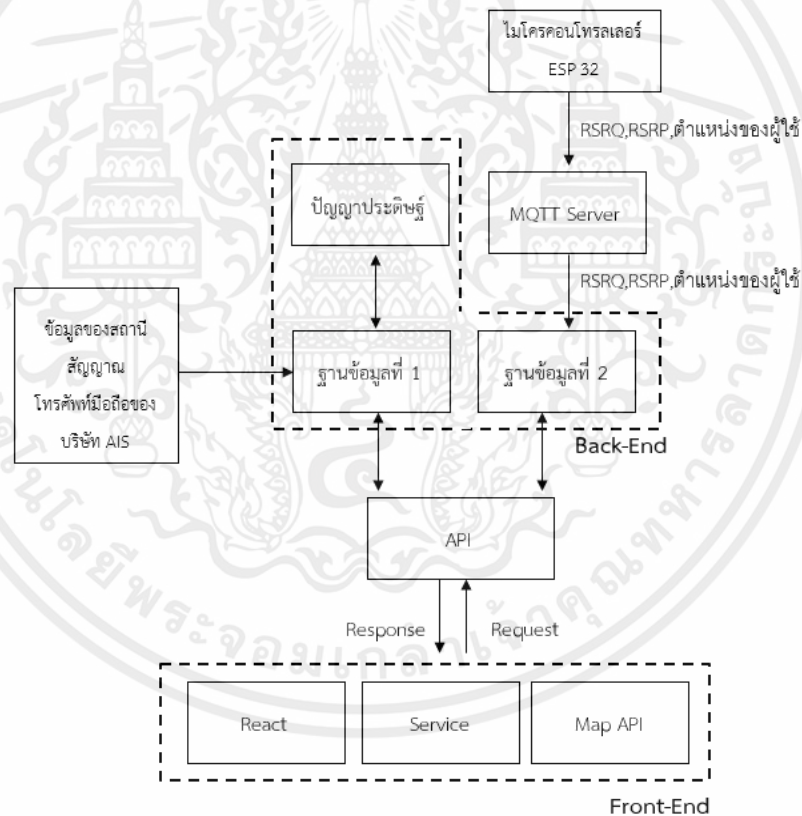 ไมโครคอนโทรลเลอร์
ESP 32
RSRQ,RSRP,ตำแหน่งของผู้ใช้
ปัญญาประดิษฐ์
MQTT Server
RSRQ,RSRP,ตำแหน่งของผู้ใช้
ข้อมูลของสถานี
สัญญาณ
โทรศัพท์มือถือของ
บริษัท AIS
ฐานข้อมูลที่ 1
ฐานข้อมูลที่ 2
Back-End
API
Response
Request
React
Service
Map API
Front-End